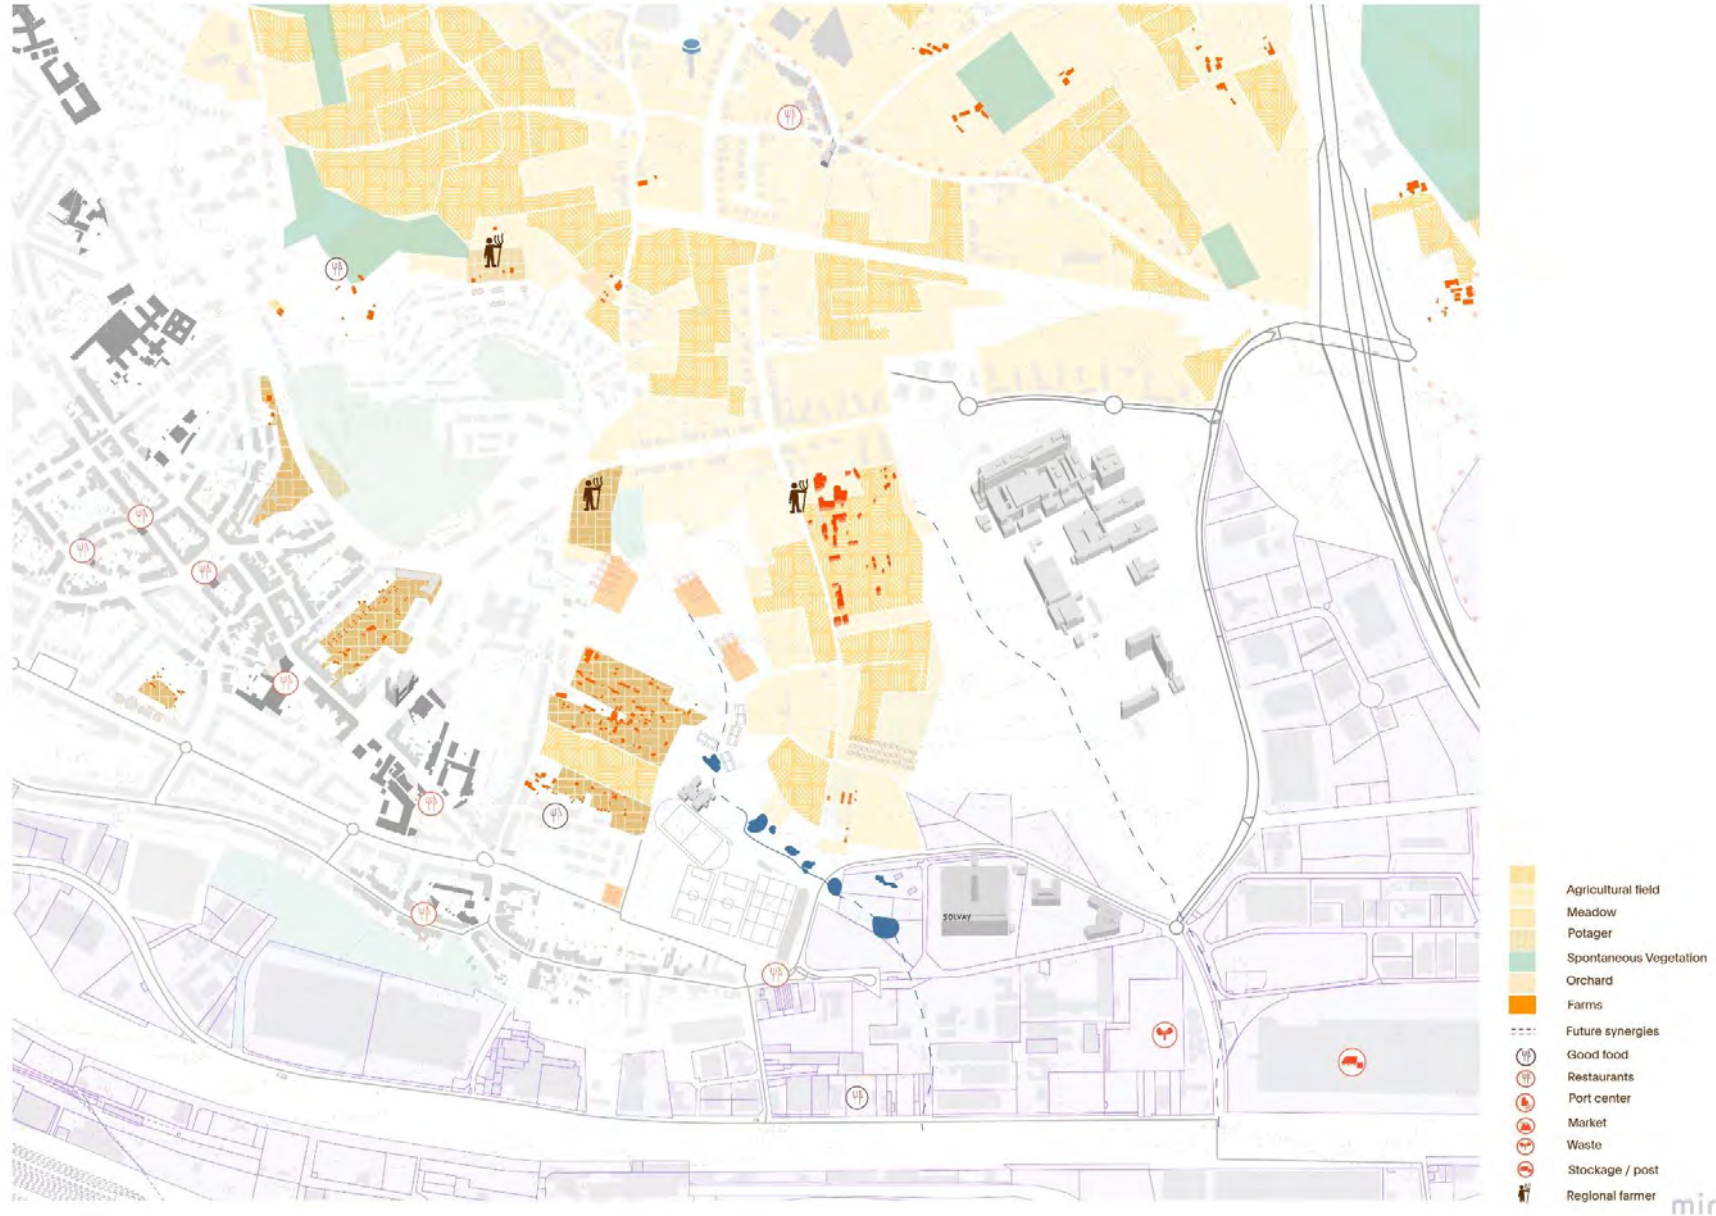 SOLVAY
Agricultural field
Meadow
Potager
Spontaneous Vegetation
Orchard
Farms
Future synergies
Good food
Restaurants
Port center
Market
Waste
Stockage / post
Regional farmer
mir